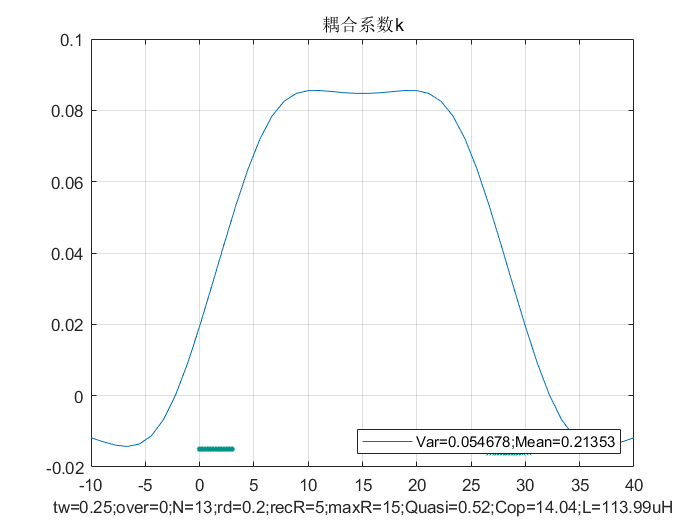 耦合系数k
0.1
0.08
0.06
0.04
0.02
0
-0.02
Var=0.054678;Mean=0.21353
-10 -5 0 5 10 15 20 25 30 35 40
tw=0.25;over=0;N=13;rd=0.2;recR=5;maxR=15;Quasi=0.52;Cop=14.04;L=113.99uH